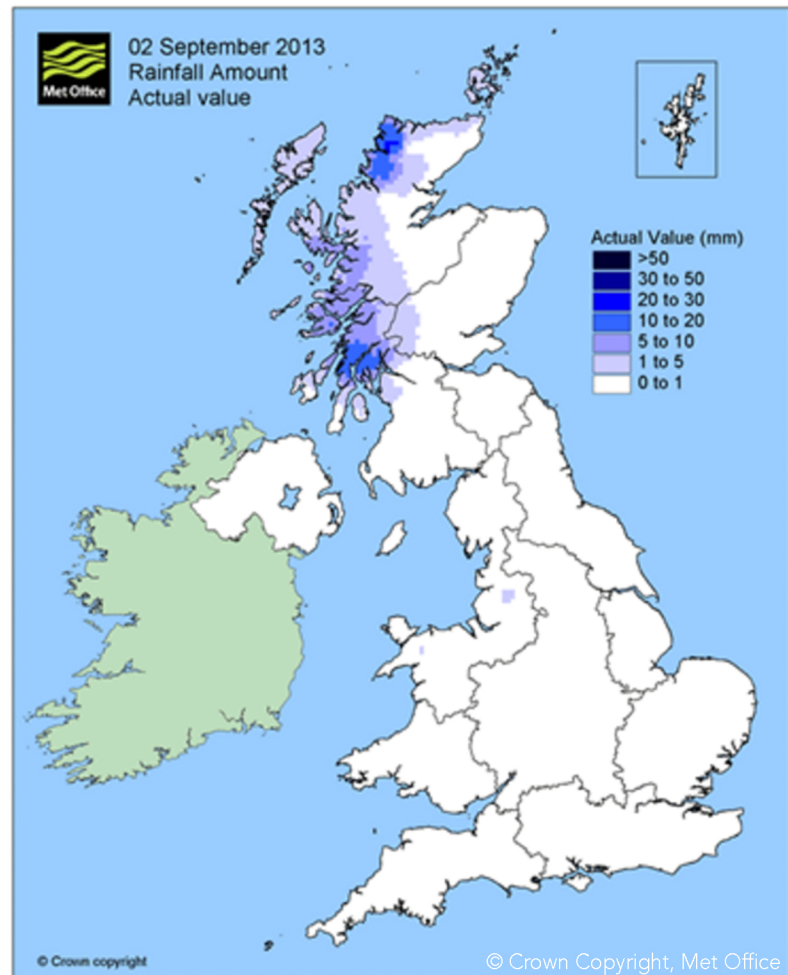 Met Office
02 September 2013
Rainfall Amount
Actual value
Actual Value (mm)
>50
30 to 50
20 to 30
10 to 20
5 to 10
1 to 5
0 to 1
© Crown copyright
© Crown Copyright, Met Office